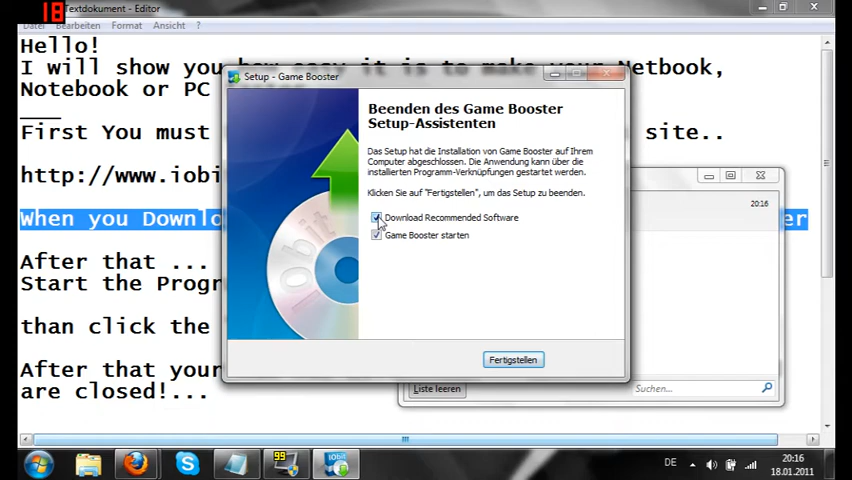 18
Textdokument - Editor
Datei Bearbeiten Format Ansicht ?
Hello!
I will show you how easy it is to make your Netbook,
Notebook or PC
First You must
site..
http://www.iobi
When you Downlo
er
After that ...
Start the Progr
than click the
After that your
are closed!...
Setup - Game Booster
Beenden des Game Booster
Setup-Assistenten
Das Setup hat die Installation von Game Booster auf Ihrem
Computer abgeschlossen. Die Anwendung kann über die
installierten Programm-Verknüpfungen gestartet werden.
Klicken Sie auf "Fertigstellen", um das Setup zu beenden.
Download Recommended Software
Game Booster starten
Fertigstellen
iObit
20:16
Liste leeren
Suchen...
99
IObit
DE
20:16
18.01.2011